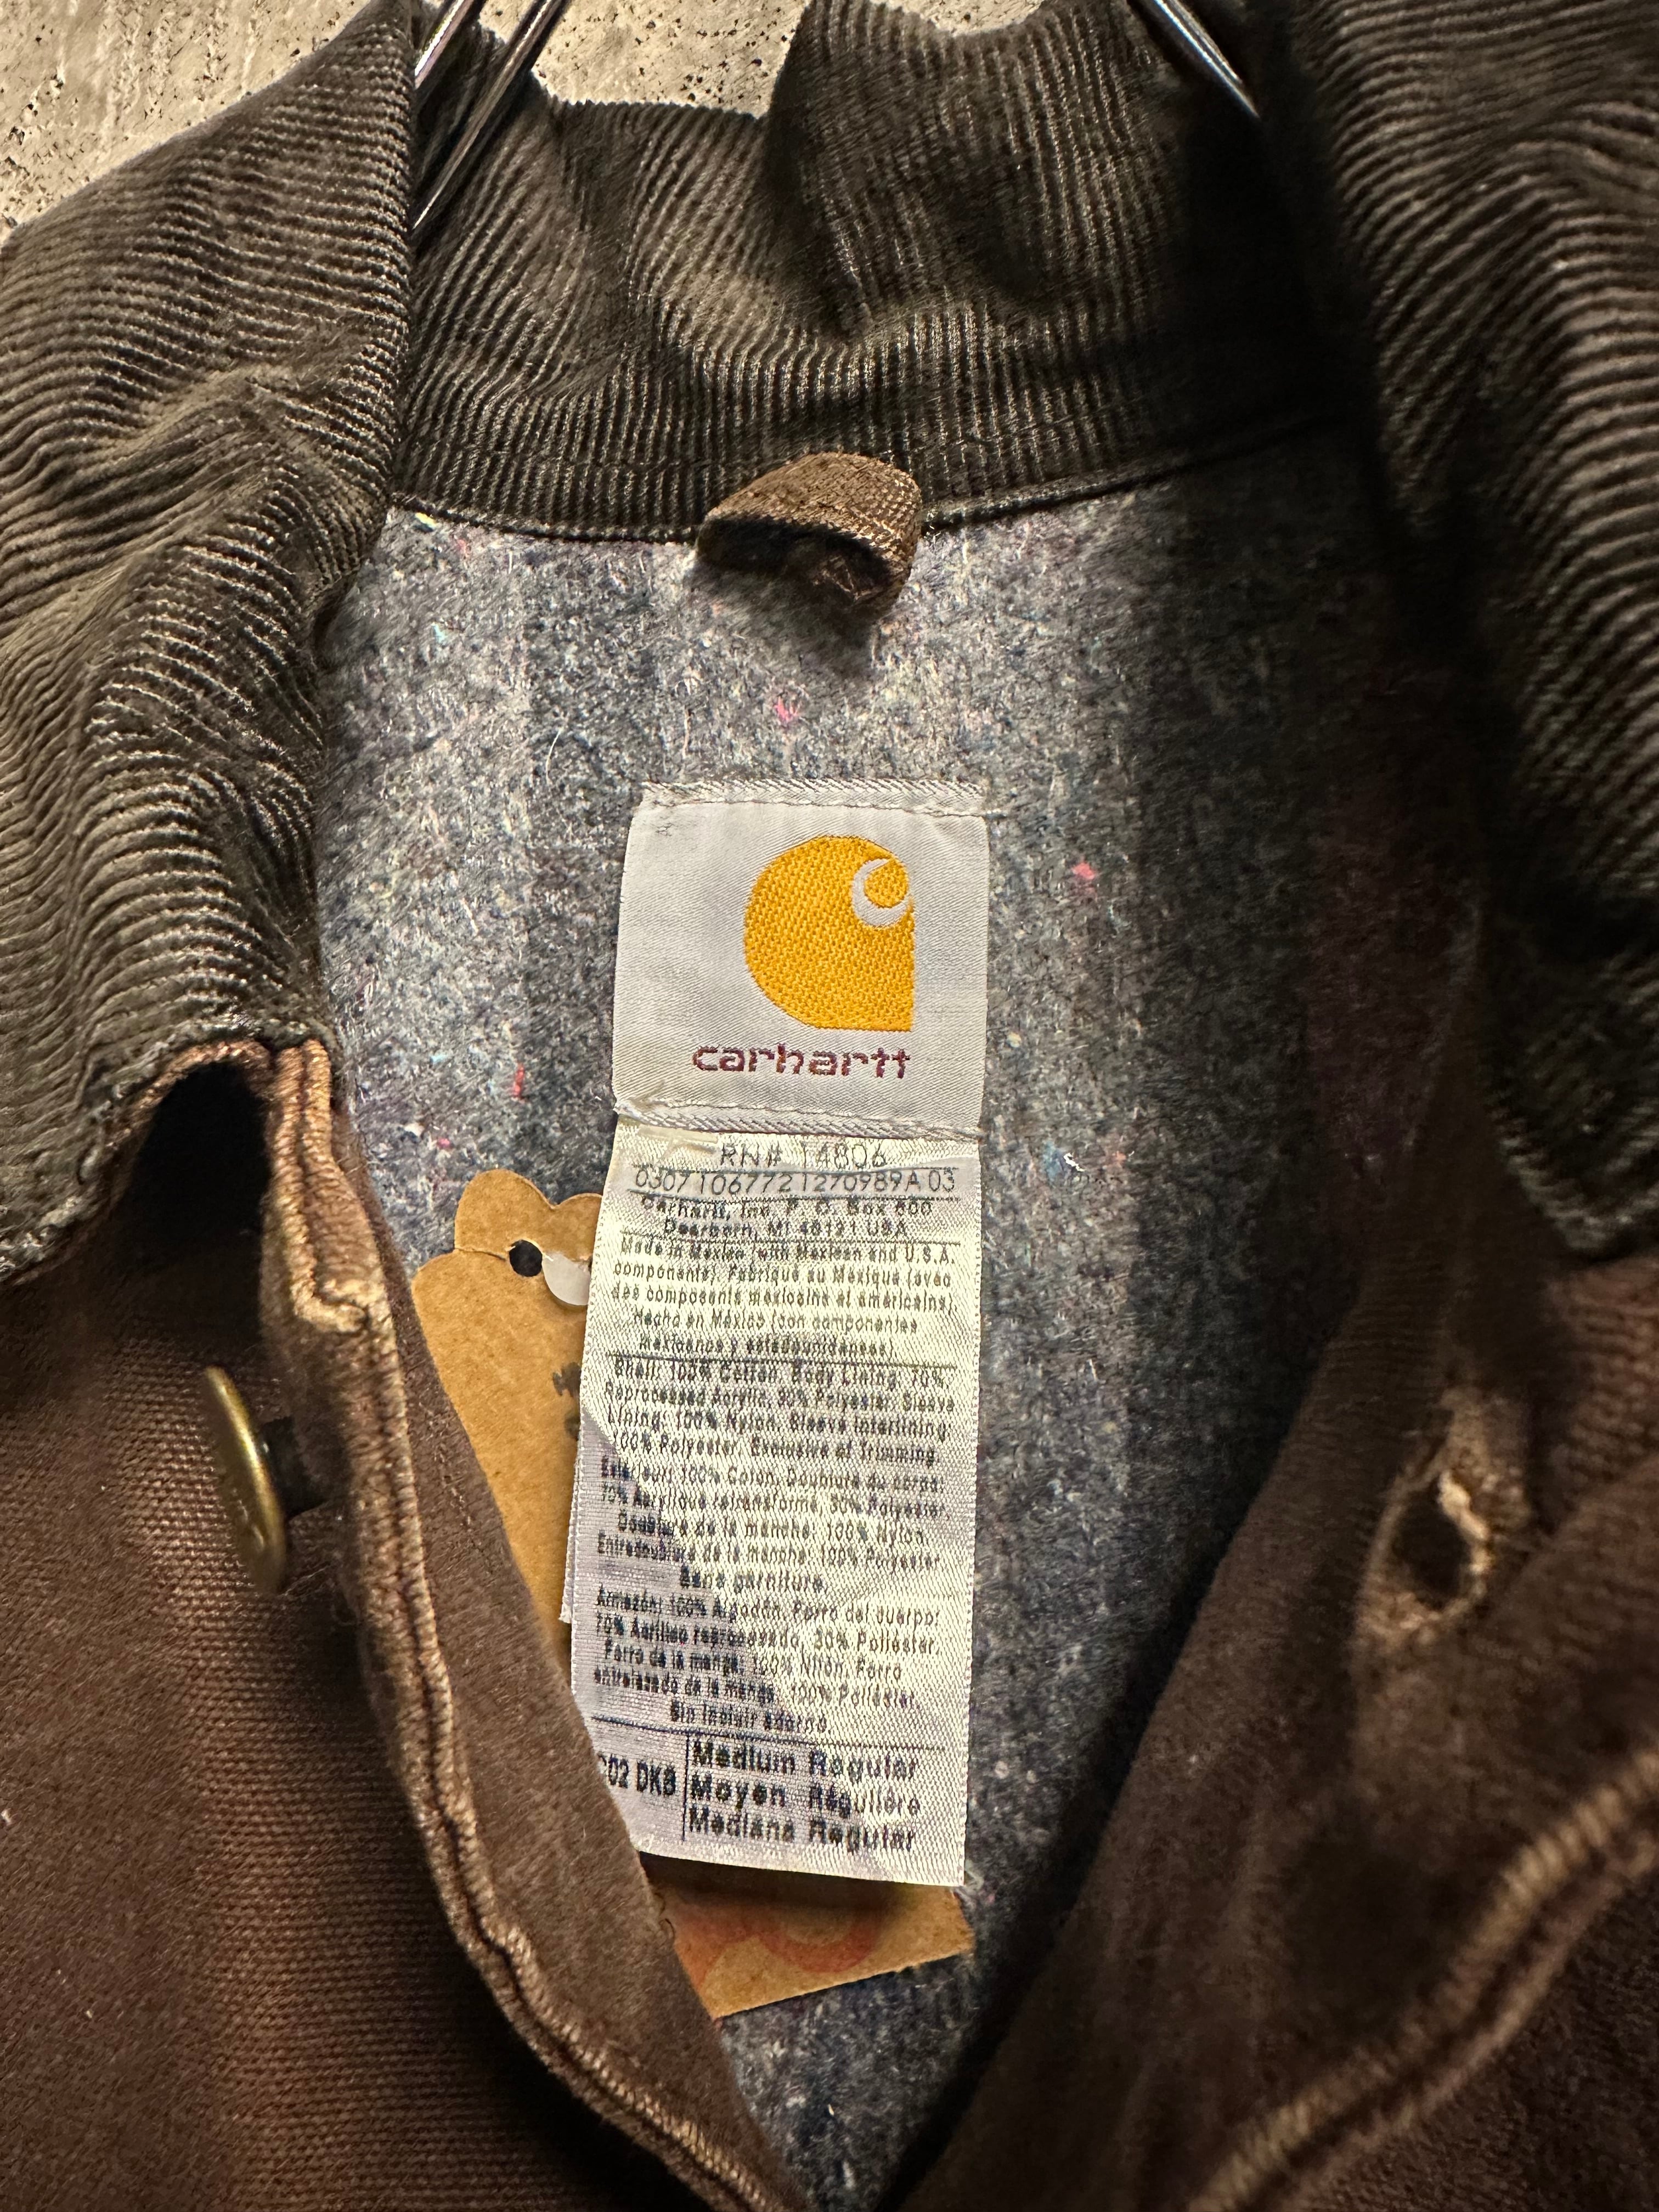 carhartt
RN# 14806
0307106772127 0989A 03
Carhartt, Inc. P. O. Box 600
Dearborn, MI 48121 USA
Made in Mexico (with Mexican and U.S.A.
components). Fabriqué au Mexique (avec
des composants mexicains et américains).
Hecho en México (con componentes
mexicanos y estadounidenses).
Shell: 100% Cotton. Body Lining 70%
Reprocessed Acrylic, 30% Polyester. Sleeve
Lining: 100% Nylon. Sleeve Interlining:
100% Polyester. Exclusive of Trimming.
Extérieur: 100% Coton. Doublure du corps:
70% Acrylique retransformé, 30% Polyester.
Doublure de la manche: 100% Nylon.
Entredoublure de la manche: 100% Polyester
Sans garniture.
Armazón: 100% Algodón. Forro del cuerpo:
70% Acrílico reprocesado, 30% Poliéster.
Forro de la manga: 100% Nilón. Forro
entrelazado de la manga: 100% Poliéster.
Sin incluir adorno.
C02 DKB
Medium Regular
Moyen Régulière
Mediana Regular